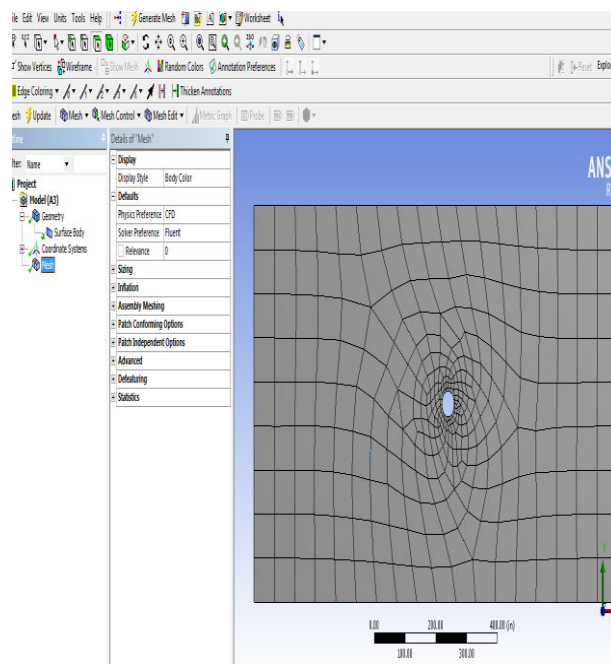 File Edit View Units Tools Help Generate Mesh Worksheet
Show Vertices Wireframe Show Mesh Random Colors Annotation Preferences Reset Explo
Edge Coloring Thicken Annotations
esh Update Mesh Mesh Control Mesh Edit Metric Graph Probe
tline
Details of "Mesh"
lter: Name
Project
Model (A3)
Geometry
Surface Body
Coordinate Systems
Mesh
Display
Display Style Body Color
Defaults
Physics Preference CFD
Solver Preference Fluent
Relevance 0
Sizing
Inflation
Assembly Meshing
Patch Conforming Options
Patch Independent Options
Advanced
Defeaturing
Statistics
ANS
R
0.00 200.00 400.00 (in)
100.00 300.00